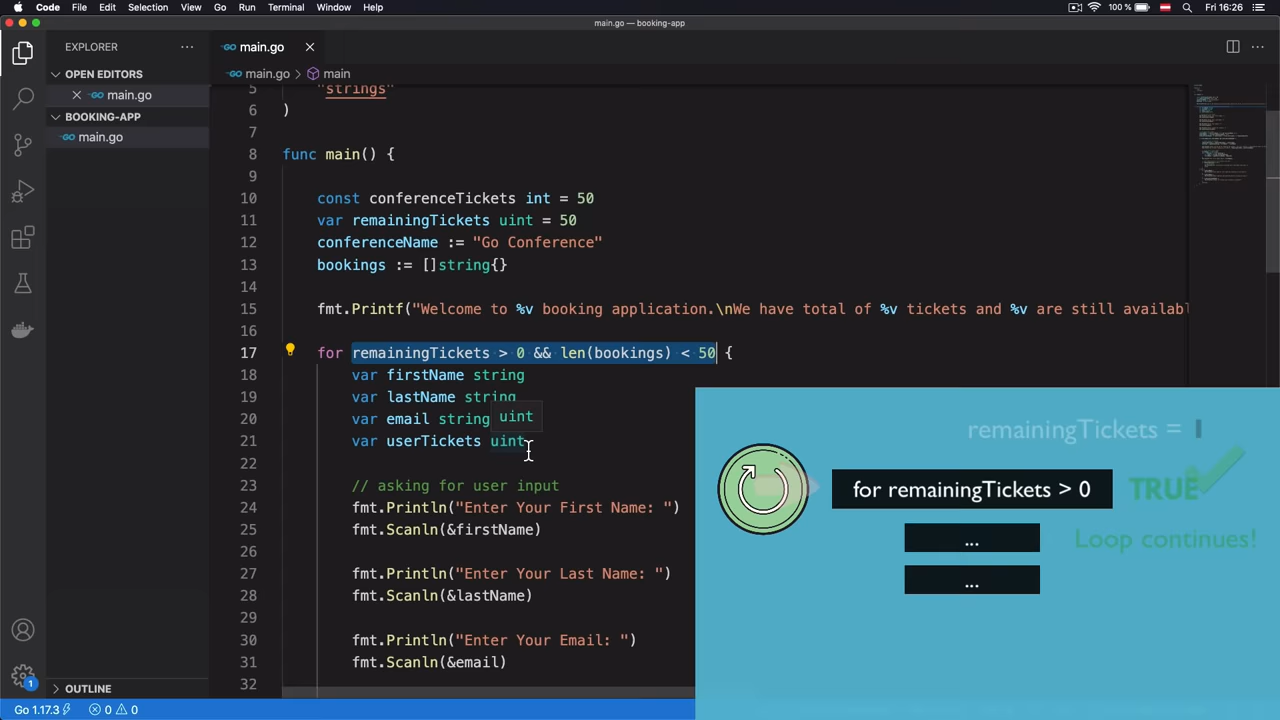 Code File Edit Selection View Go Run Terminal Window Help
100 % Fri 16:26
main.go — booking-app
EXPLORER
main.go
OPEN EDITORS
main.go
BOOKING-APP
main.go
OUTLINE
main.go > main
5 "strings"
6 )
7
8 func main() {
9
10 const conferenceTickets int = 50
11 var remainingTickets uint = 50
12 conferenceName := "Go Conference"
13 bookings := []string{}
14
15 fmt.Printf("Welcome to %v booking application.\nWe have total of %v tickets and %v are still availabl
16
17 for remainingTickets > 0 && len(bookings) < 50 {
18 var firstName string
19 var lastName string
20 var email string
uint
21 var userTickets uint
22
23 // asking for user input
24 fmt.Println("Enter Your First Name: ")
25 fmt.Scanln(&firstName)
26
27 fmt.Println("Enter Your Last Name: ")
28 fmt.Scanln(&lastName)
29
30 fmt.Println("Enter Your Email: ")
31 fmt.Scanln(&email)
32
remainingTickets = 1
for remainingTickets > 0
TRUE
Loop continues!
...
...
1
Go 1.17.3 0 0